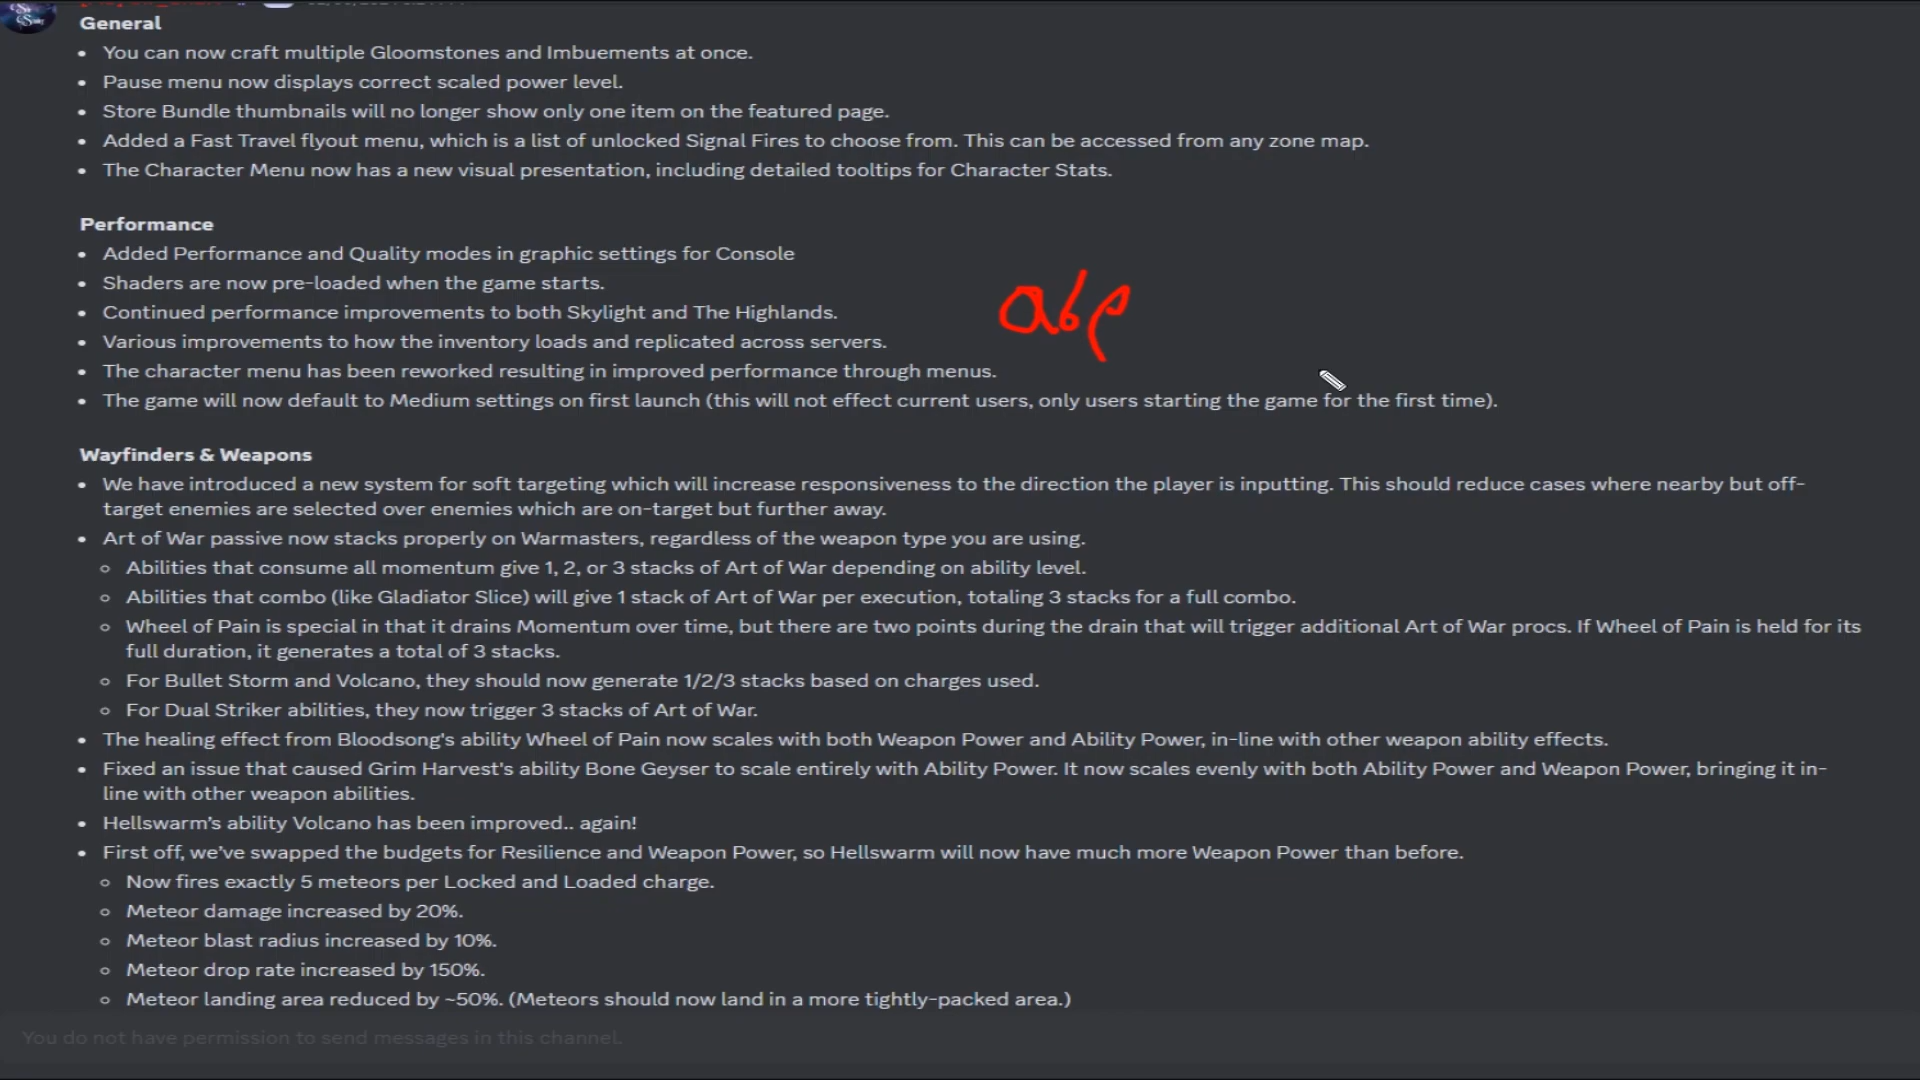 General
• You can now craft multiple Gloomstones and Imbuements at once.
• Pause menu now displays correct scaled power level.
• Store Bundle thumbnails will no longer show only one item on the featured page.
• Added a Fast Travel flyout menu, which is a list of unlocked Signal Fires to choose from. This can be accessed from any zone map.
• The Character Menu now has a new visual presentation, including detailed tooltips for Character Stats.
Performance
• Added Performance and Quality modes in graphic settings for Console
• Shaders are now pre-loaded when the game starts.
• Continued performance improvements to both Skylight and The Highlands.
• Various improvements to how the inventory loads and replicated across servers.
• The character menu has been reworked resulting in improved performance through menus.
• The game will now default to Medium settings on first launch (this will not effect current users, only users starting the game for the first time).
Wayfinders & Weapons
• We have introduced a new system for soft targeting which will increase responsiveness to the direction the player is inputting. This should reduce cases where nearby but off-
target enemies are selected over enemies which are on-target but further away.
• Art of War passive now stacks properly on Warmasters, regardless of the weapon type you are using.
◦ Abilities that consume all momentum give 1, 2, or 3 stacks of Art of War depending on ability level.
◦ Abilities that combo (like Gladiator Slice) will give 1 stack of Art of War per execution, totaling 3 stacks for a full combo.
◦ Wheel of Pain is special in that it drains Momentum over time, but there are two points during the drain that will trigger additional Art of War procs. If Wheel of Pain is held for its
full duration, it generates a total of 3 stacks.
◦ For Bullet Storm and Volcano, they should now generate 1/2/3 stacks based on charges used.
◦ For Dual Striker abilities, they now trigger 3 stacks of Art of War.
• The healing effect from Bloodsong's ability Wheel of Pain now scales with both Weapon Power and Ability Power, in-line with other weapon ability effects.
• Fixed an issue that caused Grim Harvest's ability Bone Geyser to scale entirely with Ability Power. It now scales evenly with both Ability Power and Weapon Power, bringing it in-
line with other weapon abilities.
• Hellswarm’s ability Volcano has been improved.. again!
• First off, we’ve swapped the budgets for Resilience and Weapon Power, so Hellswarm will now have much more Weapon Power than before.
◦ Now fires exactly 5 meteors per Locked and Loaded charge.
◦ Meteor damage increased by 20%.
◦ Meteor blast radius increased by 10%.
◦ Meteor drop rate increased by 150%.
◦ Meteor landing area reduced by ~50%. (Meteors should now land in a more tightly-packed area.)
You do not have permission to send messages in this channel.